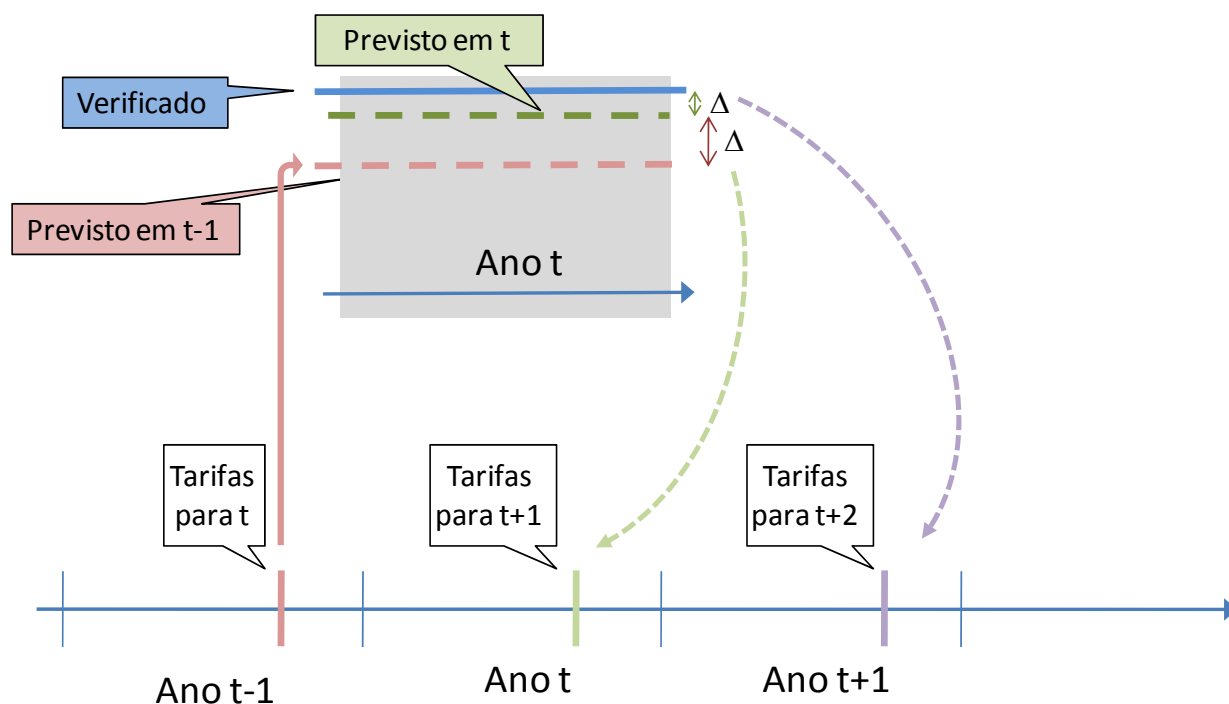 Previsto em t
Verificado
Δ
Δ
Previsto em t-1
Ano t
Tarifas
para t
Tarifas
para t+1
Tarifas
para t+2
Ano t-1
Ano t
Ano t+1